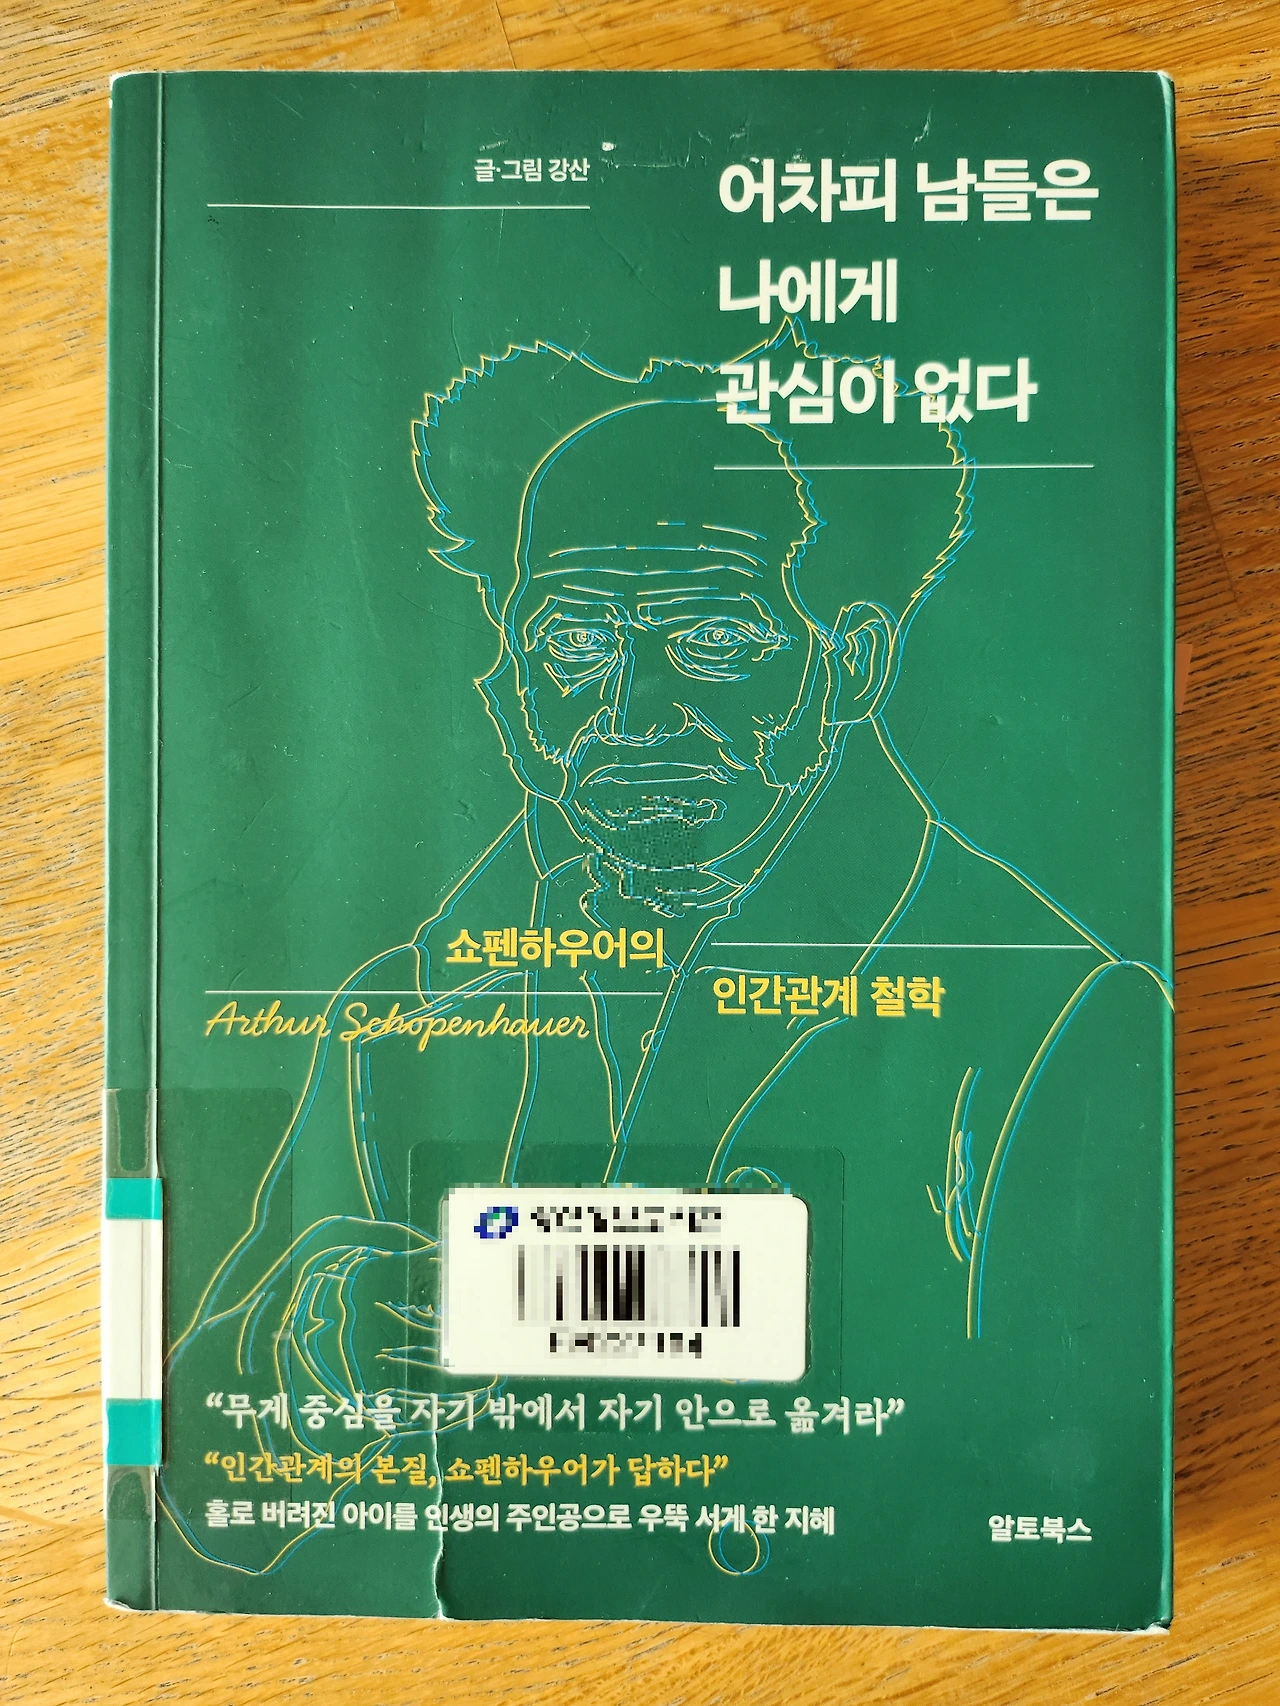 글·그림 강산
어차피 남들은
나에게
관심이 없다
쇼펜하우어의
인간관계 철학
Arthur Schopenhauer
“무게 중심을 자기 밖에서 자기 안으로 옮겨라”
“인간관계의 본질, 쇼펜하우어가 답하다”
홀로 버려진 아이를 인생의 주인공으로 우뚝 서게 한 지혜
알토북스